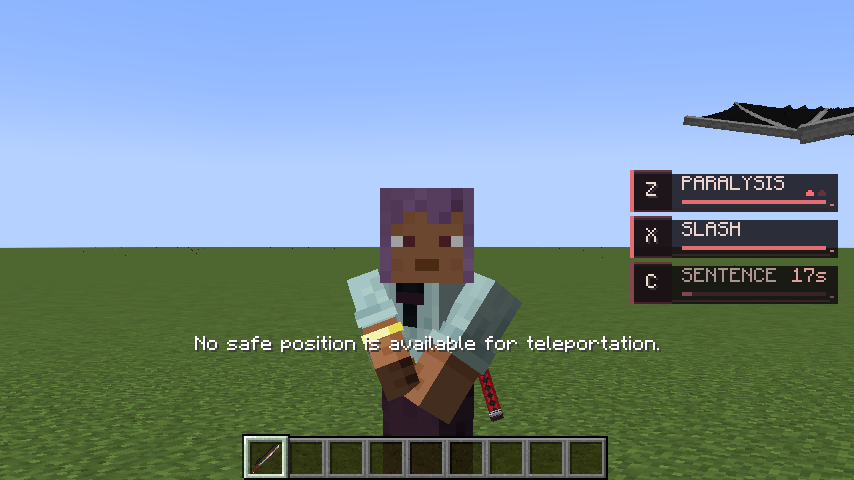 Z PARALYSIS
X SLASH
C SENTENCE 17s
No safe position is available for teleportation.